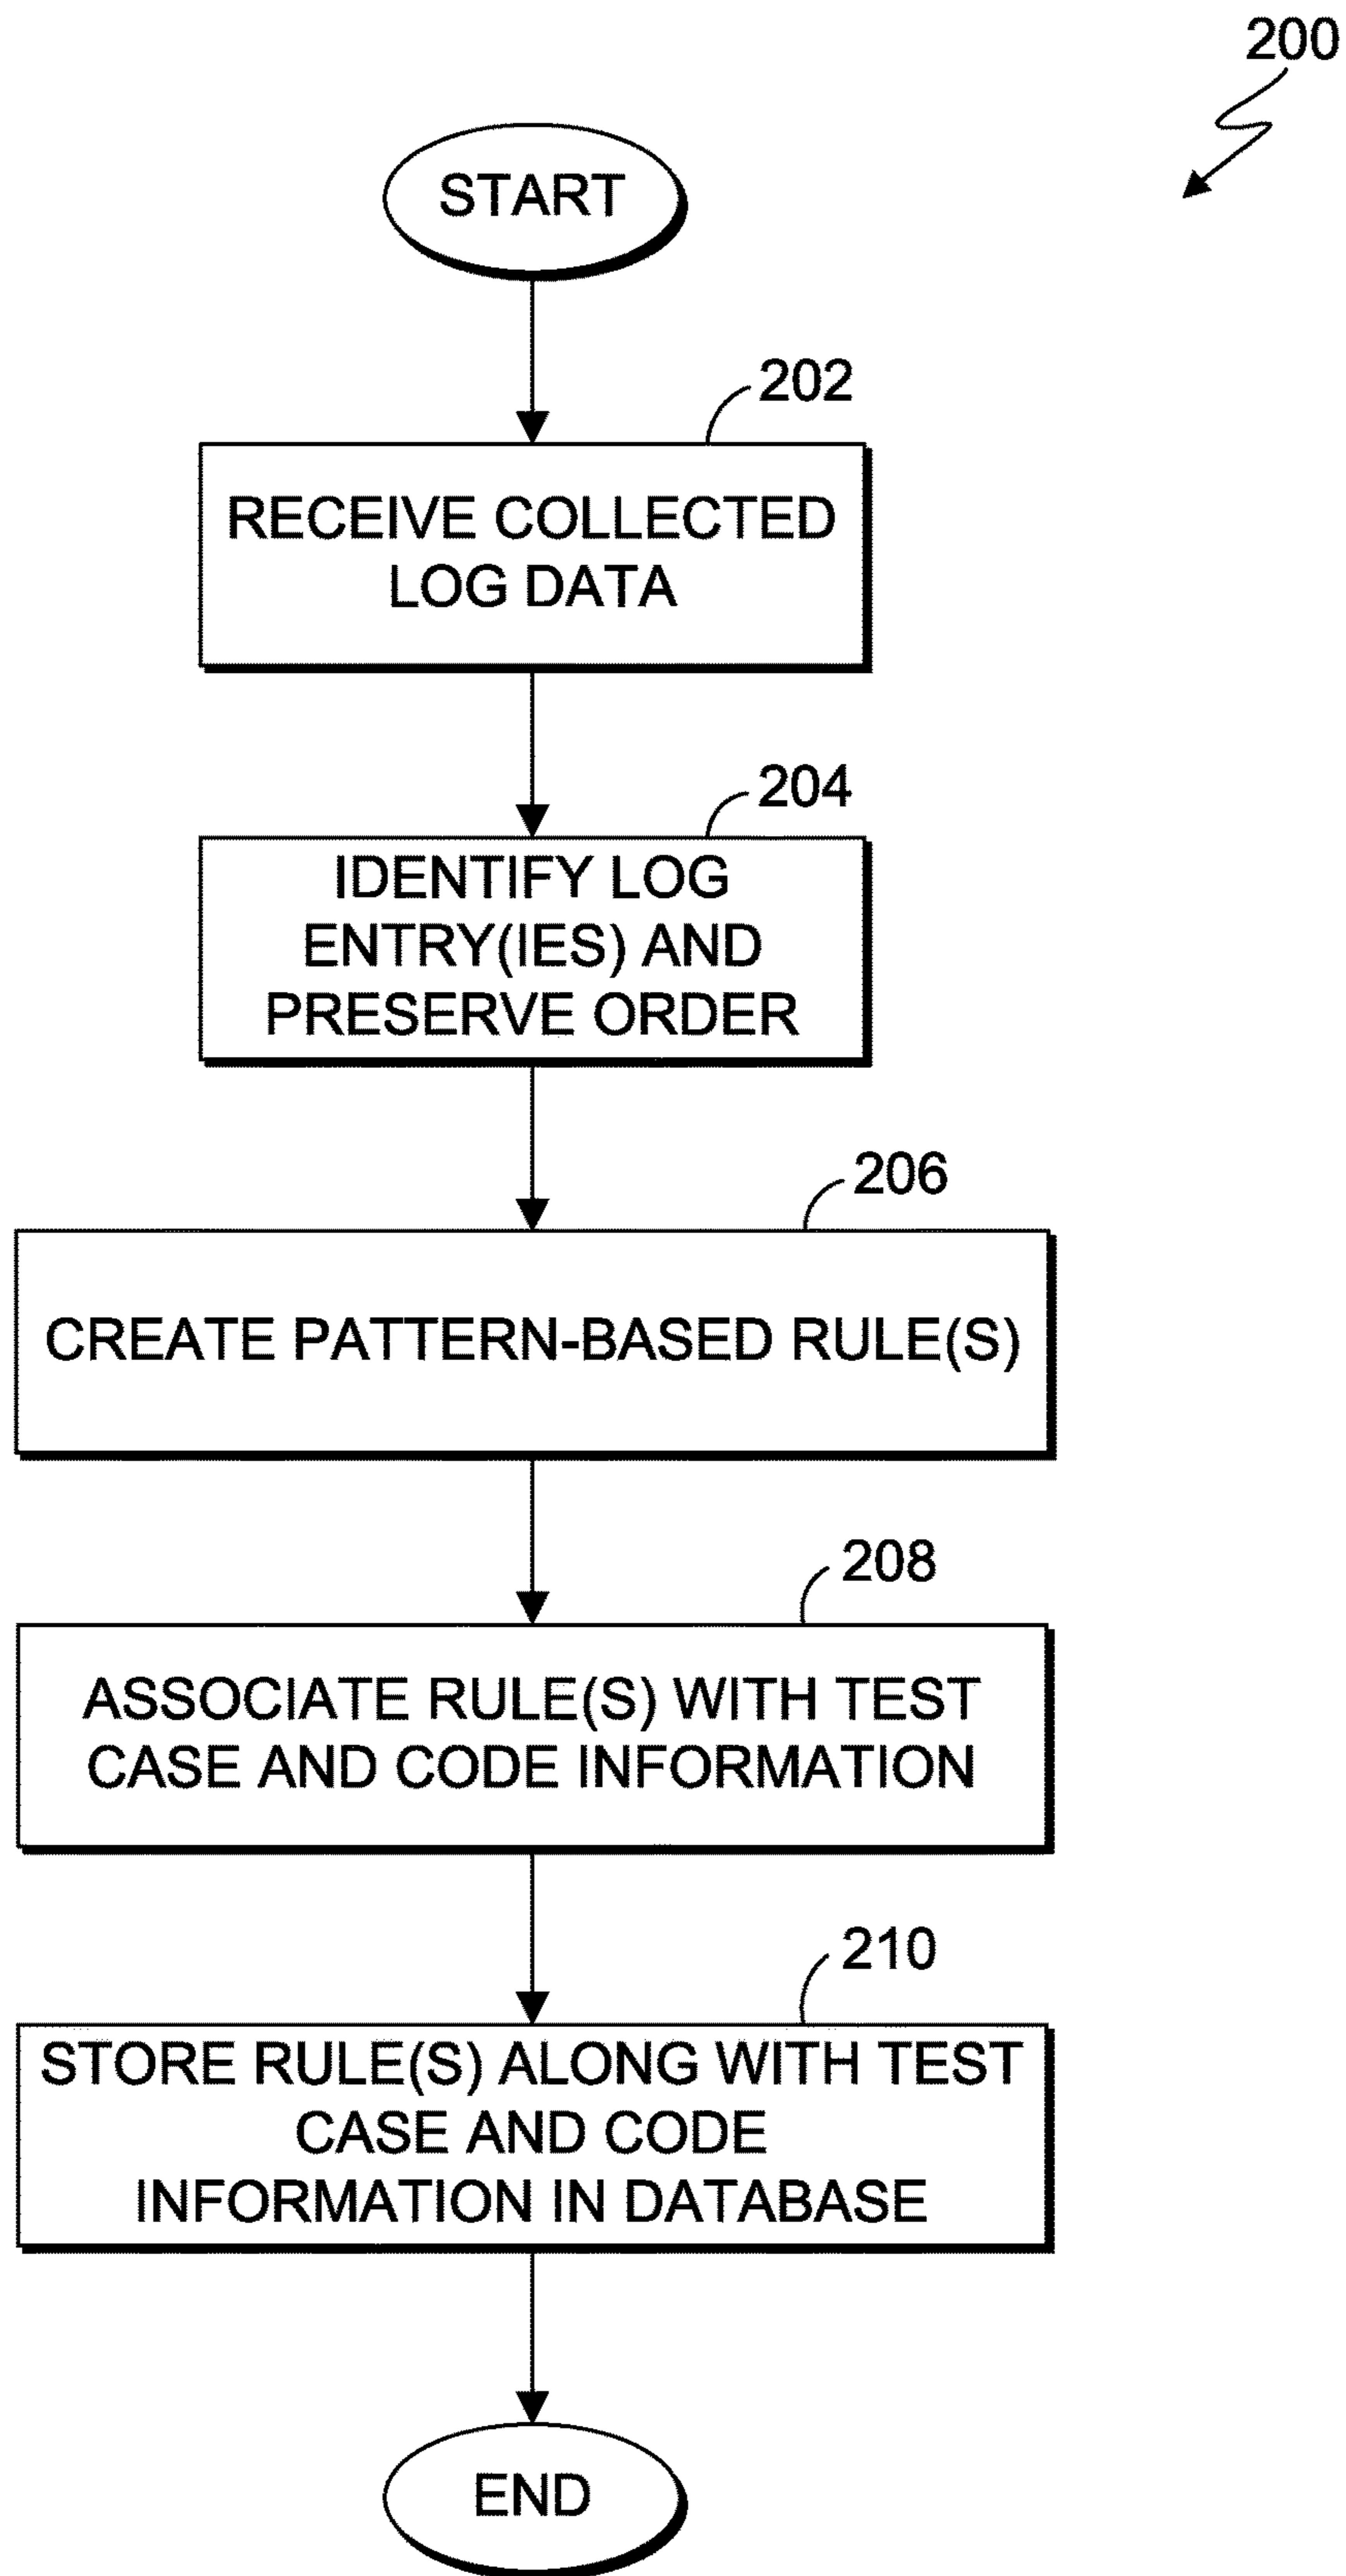 200
START
202
RECEIVE COLLECTED
LOG DATA
204
IDENTIFY LOG
ENTRY(IES) AND
PRESERVE ORDER
206
CREATE PATTERN-BASED RULE(S)
208
ASSOCIATE RULE(S) WITH TEST
CASE AND CODE INFORMATION
210
STORE RULE(S) ALONG WITH TEST
CASE AND CODE
INFORMATION IN DATABASE
END